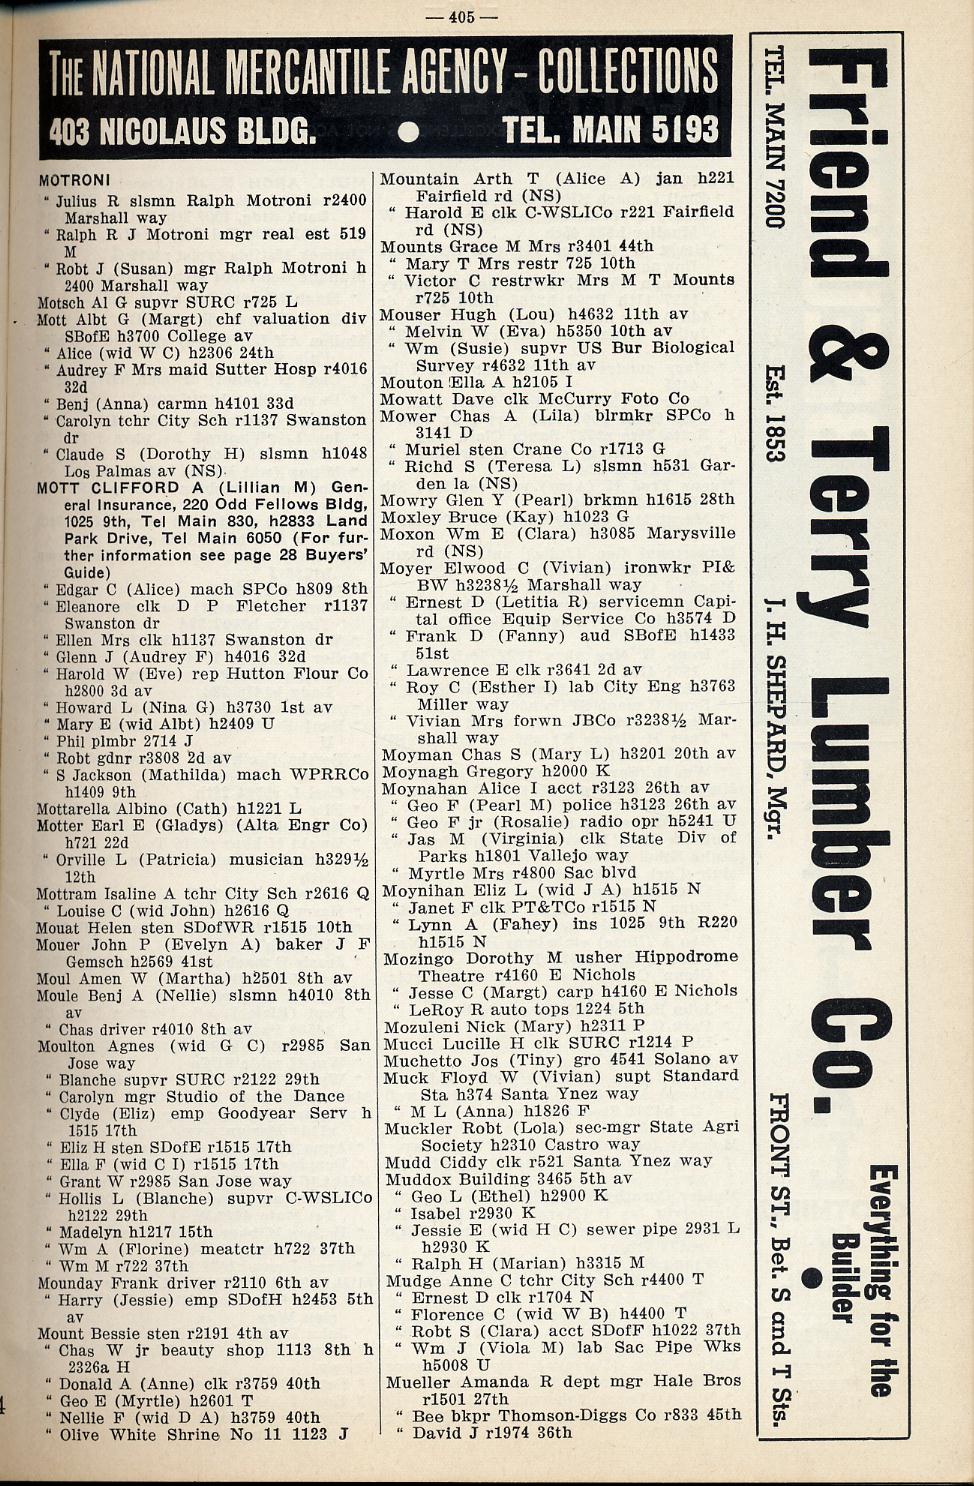 — 405 —
THE NATIONAL MERCANTILE AGENCY - COLLECTIONS
403 NICOLAUS BLDG. ● TEL. MAIN 5193
MOTRONI
" Julius R slsmn Ralph Motroni r2400
Marshall way
" Ralph R J Motroni mgr real est 519
M
" Robt J (Susan) mgr Ralph Motroni h
2400 Marshall way
Motsch Al G supvr SURC r725 L
Mott Albt G (Margt) chf valuation div
SBofE h3700 College av
" Alice (wid W C) h2306 24th
" Audrey F Mrs maid Sutter Hosp r4016
32d
" Benj (Anna) carmn h4101 33d
" Carolyn tchr City Sch r1137 Swanston
dr
" Claude S (Dorothy H) slsmn h1048
Los Palmas av (NS)
MOTT CLIFFORD A (Lillian M) Gen-
eral Insurance, 220 Odd Fellows Bldg,
1025 9th, Tel Main 830, h2833 Land
Park Drive, Tel Main 6050 (For fur-
ther information see page 28 Buyers'
Guide)
" Edgar C (Alice) mach SPCo h809 8th
" Eleanore clk D P Fletcher r1137
Swanston dr
" Ellen Mrs clk h1137 Swanston dr
" Glenn J (Audrey F) h4016 32d
" Harold W (Eve) rep Hutton Flour Co
h2800 3d av
" Howard L (Nina G) h3730 1st av
" Mary E (wid Albt) h2409 U
" Phil plmbr 2714 J
" Robt gdnr r3808 2d av
" S Jackson (Mathilda) mach WPRRCo
h1409 9th
Mottarella Albino (Cath) h1221 L
Motter Earl E (Gladys) (Alta Engr Co)
h721 22d
" Orville L (Patricia) musician h329½
12th
Mottram Isaline A tchr City Sch r2616 Q
" Louise C (wid John) h2616 Q
Mouat Helen sten SDofWR r1515 10th
Mouer John P (Evelyn A) baker J F
Gemsch h2569 41st
Moul Amen W (Martha) h2501 8th av
Moule Benj A (Nellie) slsmn h4010 8th
av
" Chas driver r4010 8th av
Moulton Agnes (wid G C) r2985 San
Jose way
" Blanche supvr SURC r2122 29th
" Carolyn mgr Studio of the Dance
" Clyde (Eliz) emp Goodyear Serv h
1515 17th
" Eliz H sten SDofE r1515 17th
" Ella F (wid C I) r1515 17th
" Grant W r2985 San Jose way
" Hollis L (Blanche) supvr C-WSLICo
h2122 29th
" Madelyn h1217 15th
" Wm A (Florine) meatctr h722 37th
" Wm M r722 37th
Mounday Frank driver r2110 6th av
" Harry (Jessie) emp SDofH h2453 5th
av
Mount Bessie sten r2191 4th av
" Chas W jr beauty shop 1113 8th h
2326a H
" Donald A (Anne) clk r3759 40th
" Geo E (Myrtle) h2601 T
" Nellie F (wid D A) h3759 40th
" Olive White Shrine No 11 1123 J
Mountain Arth T (Alice A) jan h221
Fairfield rd (NS)
" Harold E clk C-WSLICo r221 Fairfield
rd (NS)
Mounts Grace M Mrs r3401 44th
" Mary T Mrs restr 725 10th
" Victor C restrwkr Mrs M T Mounts
r725 10th
Mouser Hugh (Lou) h4632 11th av
" Melvin W (Eva) h5350 10th av
" Wm (Susie) supvr US Bur Biological
Survey r4632 11th av
Mouton Ella A h2105 I
Mowatt Dave clk McCurry Foto Co
Mower Chas A (Lila) blrmkr SPCo h
3141 D
" Muriel sten Crane Co r1713 G
" Richd S (Teresa L) slsmn h531 Gar-
den la (NS)
Mowry Glen Y (Pearl) brkmn h1615 28th
Moxley Bruce (Kay) h1023 G
Moxon Wm E (Clara) h3085 Marysville
rd (NS)
Moyer Elwood C (Vivian) ironwkr PI&
BW h3238½ Marshall way
" Ernest D (Letitia R) servicemn Capi-
tal office Equip Service Co h3574 D
" Frank D (Fanny) aud SBofE h1433
51st
" Lawrence E clk r3641 2d av
" Roy C (Esther I) lab City Eng h3763
Miller way
" Vivian Mrs forwn JBCo r3238½ Mar-
shall way
Moyman Chas S (Mary L) h3201 20th av
Moynagh Gregory h2000 K
Moynahan Alice I acct r3123 26th av
" Geo F (Pearl M) police h3123 26th av
" Geo F jr (Rosalie) radio opr h5241 U
" Jas M (Virginia) clk State Div of
Parks h1801 Vallejo way
" Myrtle Mrs r4800 Sac blvd
Moynihan Eliz L (wid J A) h1515 N
" Janet F clk PT&TCo r1515 N
" Lynn A (Fahey) ins 1025 9th R220
h1515 N
Mozingo Dorothy M usher Hippodrome
Theatre r4160 E Nichols
" Jesse C (Margt) carp h4160 E Nichols
" LeRoy R auto tops 1224 5th
Mozuleni Nick (Mary) h2311 P
Mucci Lucille H clk SURC r1214 P
Muchetto Jos (Tiny) gro 4541 Solano av
Muck Floyd W (Vivian) supt Standard
Sta h374 Santa Ynez way
" M L (Anna) h1826 F
Muckler Robt (Lola) sec-mgr State Agri
Society h2310 Castro way
Mudd Ciddy clk r521 Santa Ynez way
Muddox Building 3465 5th av
" Geo L (Ethel) h2900 K
" Isabel r2930 K
" Jessie E (wid H C) sewer pipe 2931 L
h2930 K
" Ralph H (Marian) h3315 M
Mudge Anne C tchr City Sch r4400 T
" Ernest D clk r1704 N
" Florence C (wid W B) h4400 T
" Robt S (Clara) acct SDofF h1022 37th
" Wm J (Viola M) lab Sac Pipe Wks
h5008 U
Mueller Amanda R dept mgr Hale Bros
r1501 27th
" Bee bkpr Thomson-Diggs Co r833 45th
" David J r1974 36th
Friend & Terry Lumber Co.
Everything for the
Builder
●
TEL. MAIN 7200 Est. 1853 J. H. SHEPARD, Mgr. FRONT ST., Bet. S and T Sts.